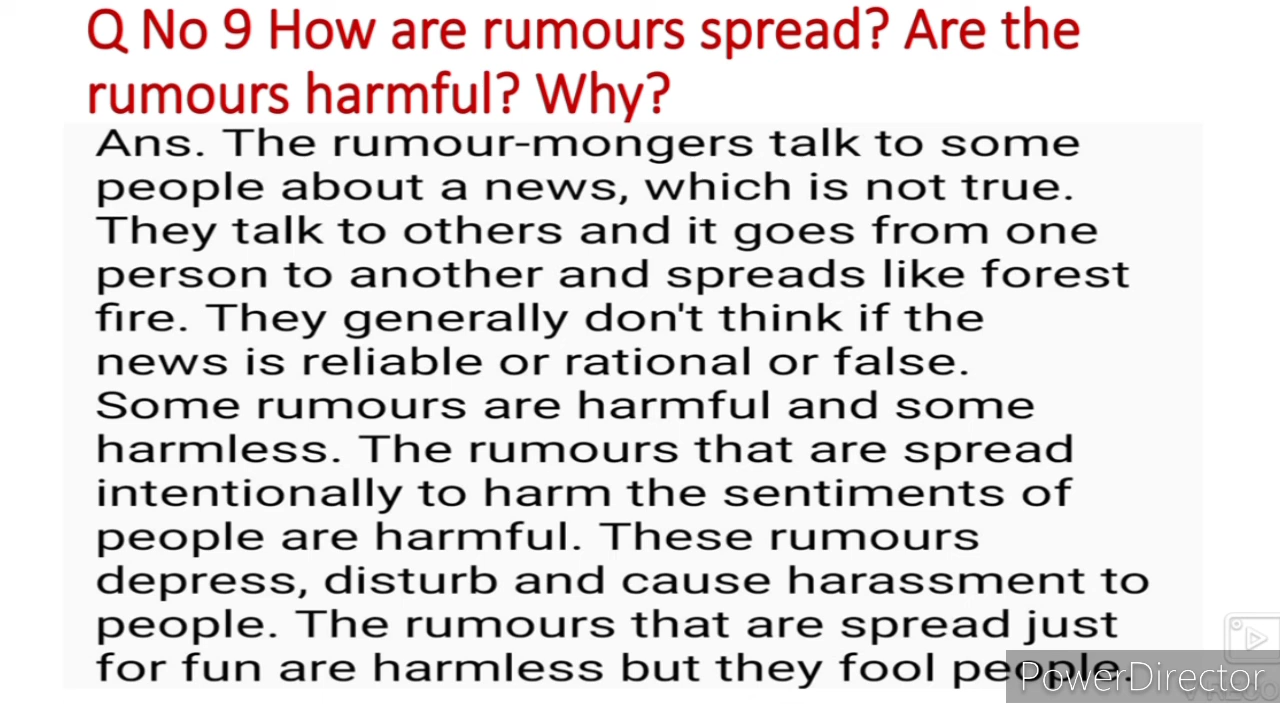 Q No 9 How are rumours spread? Are the
rumours harmful? Why?
Ans. The rumour-mongers talk to some
people about a news, which is not true.
They talk to others and it goes from one
person to another and spreads like forest
fire. They generally don't think if the
news is reliable or rational or false.
Some rumours are harmful and some
harmless. The rumours that are spread
intentionally to harm the sentiments of
people are harmful. These rumours
depress, disturb and cause harassment to
people. The rumours that are spread just
for fun are harmless but they fool people.
PowerDirector